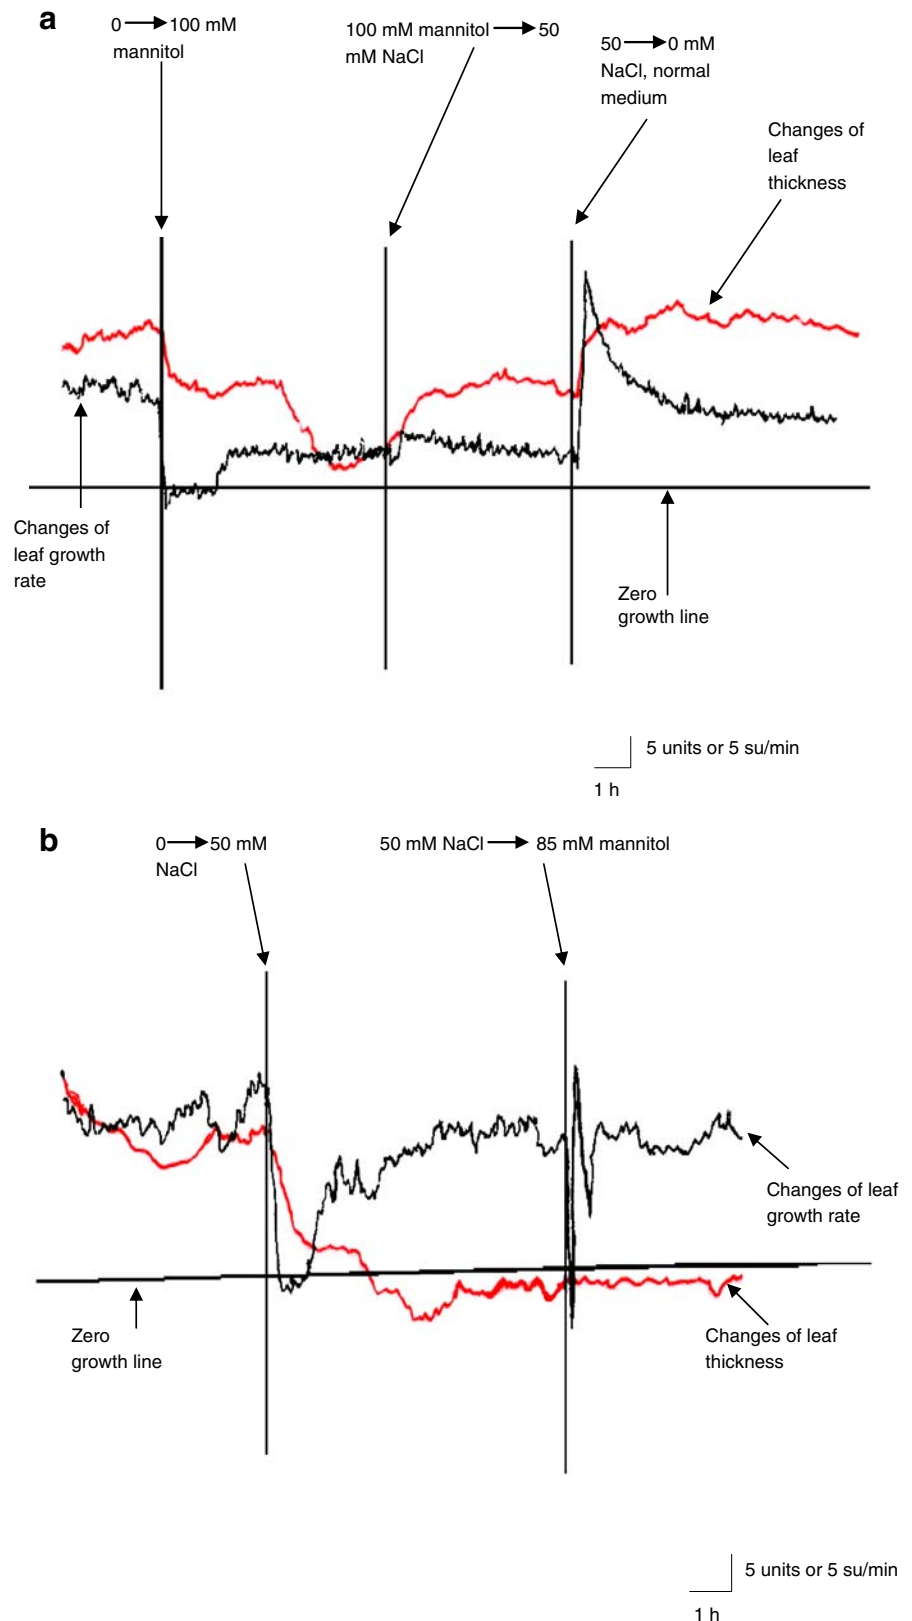 a
0 → 100 mM
mannitol
100 mM mannitol → 50
mM NaCl
50 → 0 mM
NaCl, normal
medium
Changes of
leaf
thickness
Changes of
leaf growth
rate
Zero
growth line
5 units or 5 su/min
1 h
b
0 → 50 mM
NaCl
50 mM NaCl → 85 mM mannitol
Changes of leaf
growth rate
Zero
growth line
Changes of leaf
thickness
5 units or 5 su/min
1 h